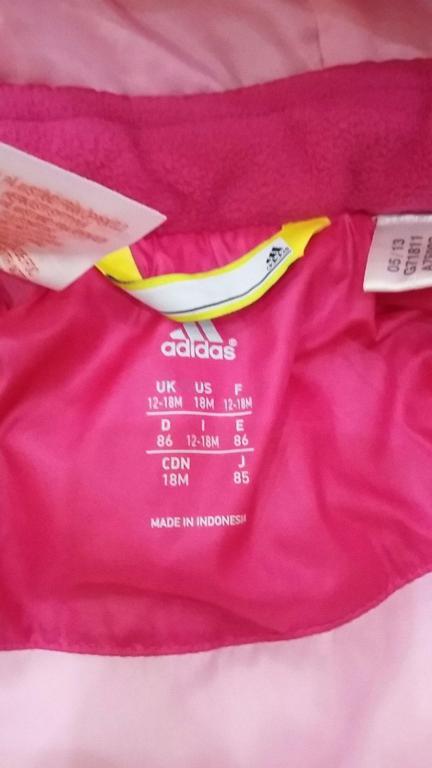 05/13
G71811
adidas
UK US F
12-18M 18M 12-18M
D I E
86 12-18M 86
CDN J
18M 85
MADE IN INDONESIA